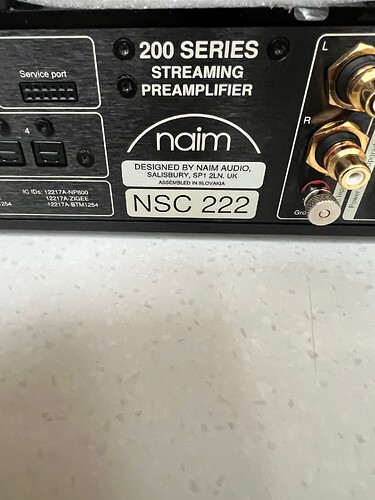 200 SERIES
STREAMING
PREAMPLIFIER
Service port
4
naim
DESIGNED BY NAIM AUDIO,
SALISBURY, SP1 2LN, UK
ASSEMBLED IN SLOVAKIA
NSC 222
IC IDs: 12217A-NP800
12217A-ZIGEE
12217A-BTM1254
1254
L
R